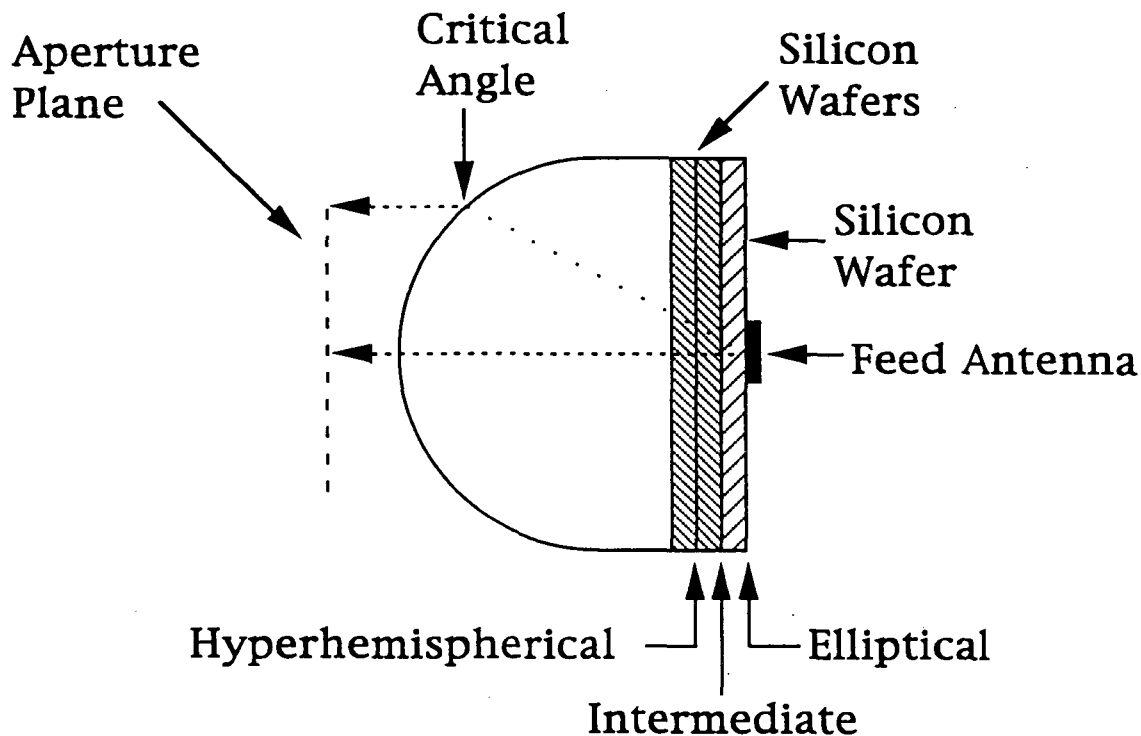 Aperture
Plane
Critical
Angle
Silicon
Wafers
Silicon
Wafer
Feed Antenna
Hyperhemispherical
Elliptical
Intermediate